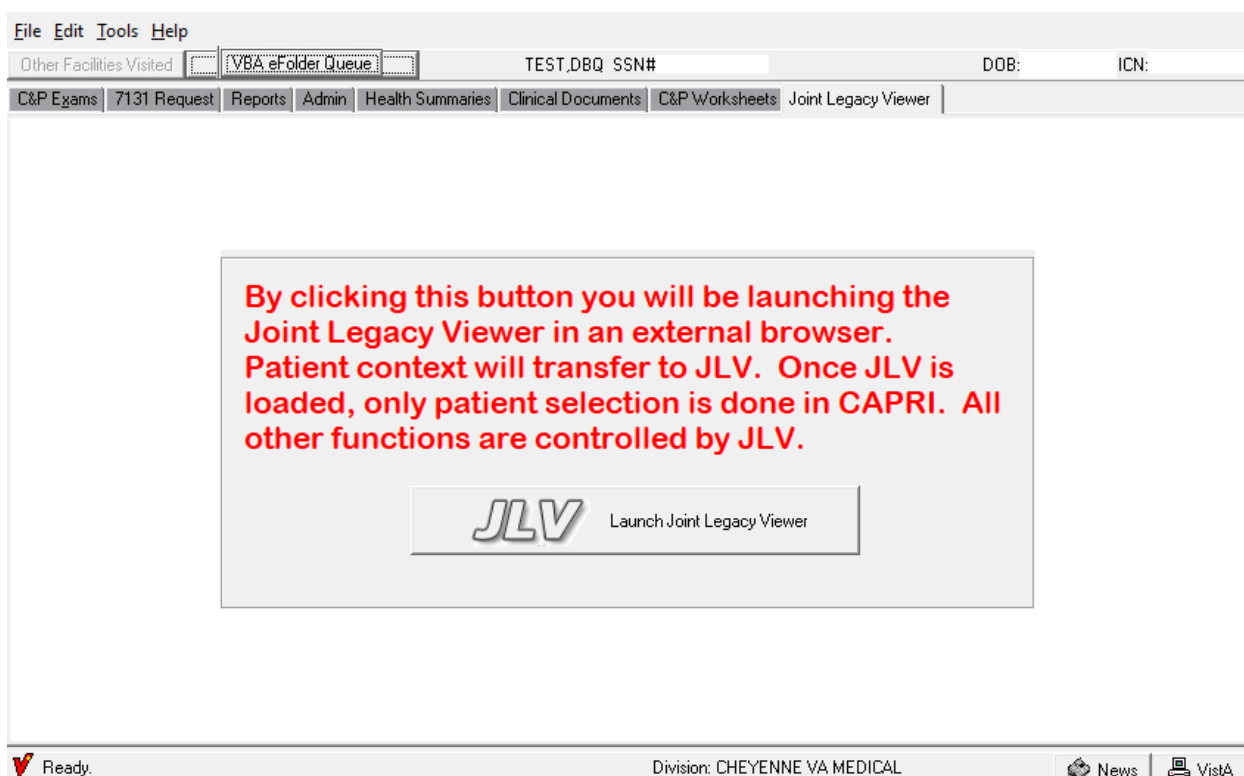 File Edit Tools Help
Other Facilities Visited VBA eFolder Queue TEST,DBQ SSN# DOB: ICN:
C&P Exams 7131 Request Reports Admin Health Summaries Clinical Documents C&P Worksheets Joint Legacy Viewer
By clicking this button you will be launching the
Joint Legacy Viewer in an external browser.
Patient context will transfer to JLV. Once JLV is
loaded, only patient selection is done in CAPRI. All
other functions are controlled by JLV.
JLV Launch Joint Legacy Viewer
Ready. Division: CHEYENNE VA MEDICAL News VistA